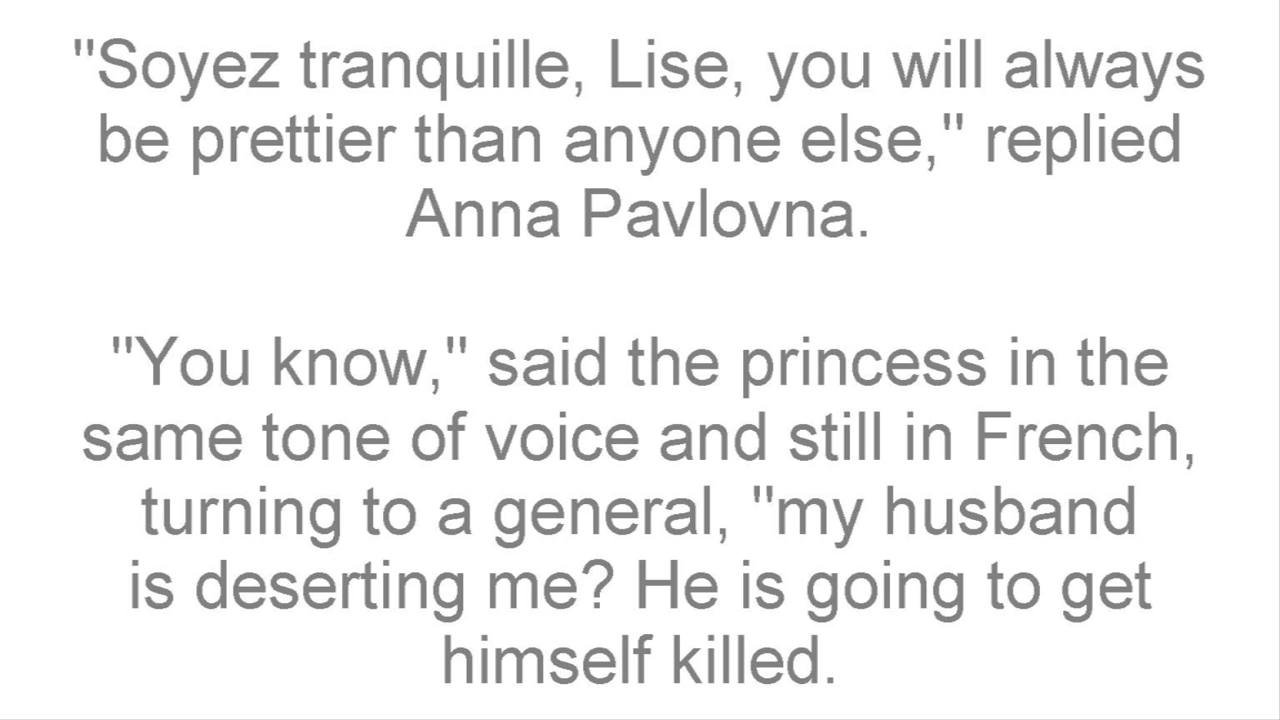 "Soyez tranquille, Lise, you will always
be prettier than anyone else," replied
Anna Pavlovna.
"You know," said the princess in the
same tone of voice and still in French,
turning to a general, "my husband
is deserting me? He is going to get
himself killed.